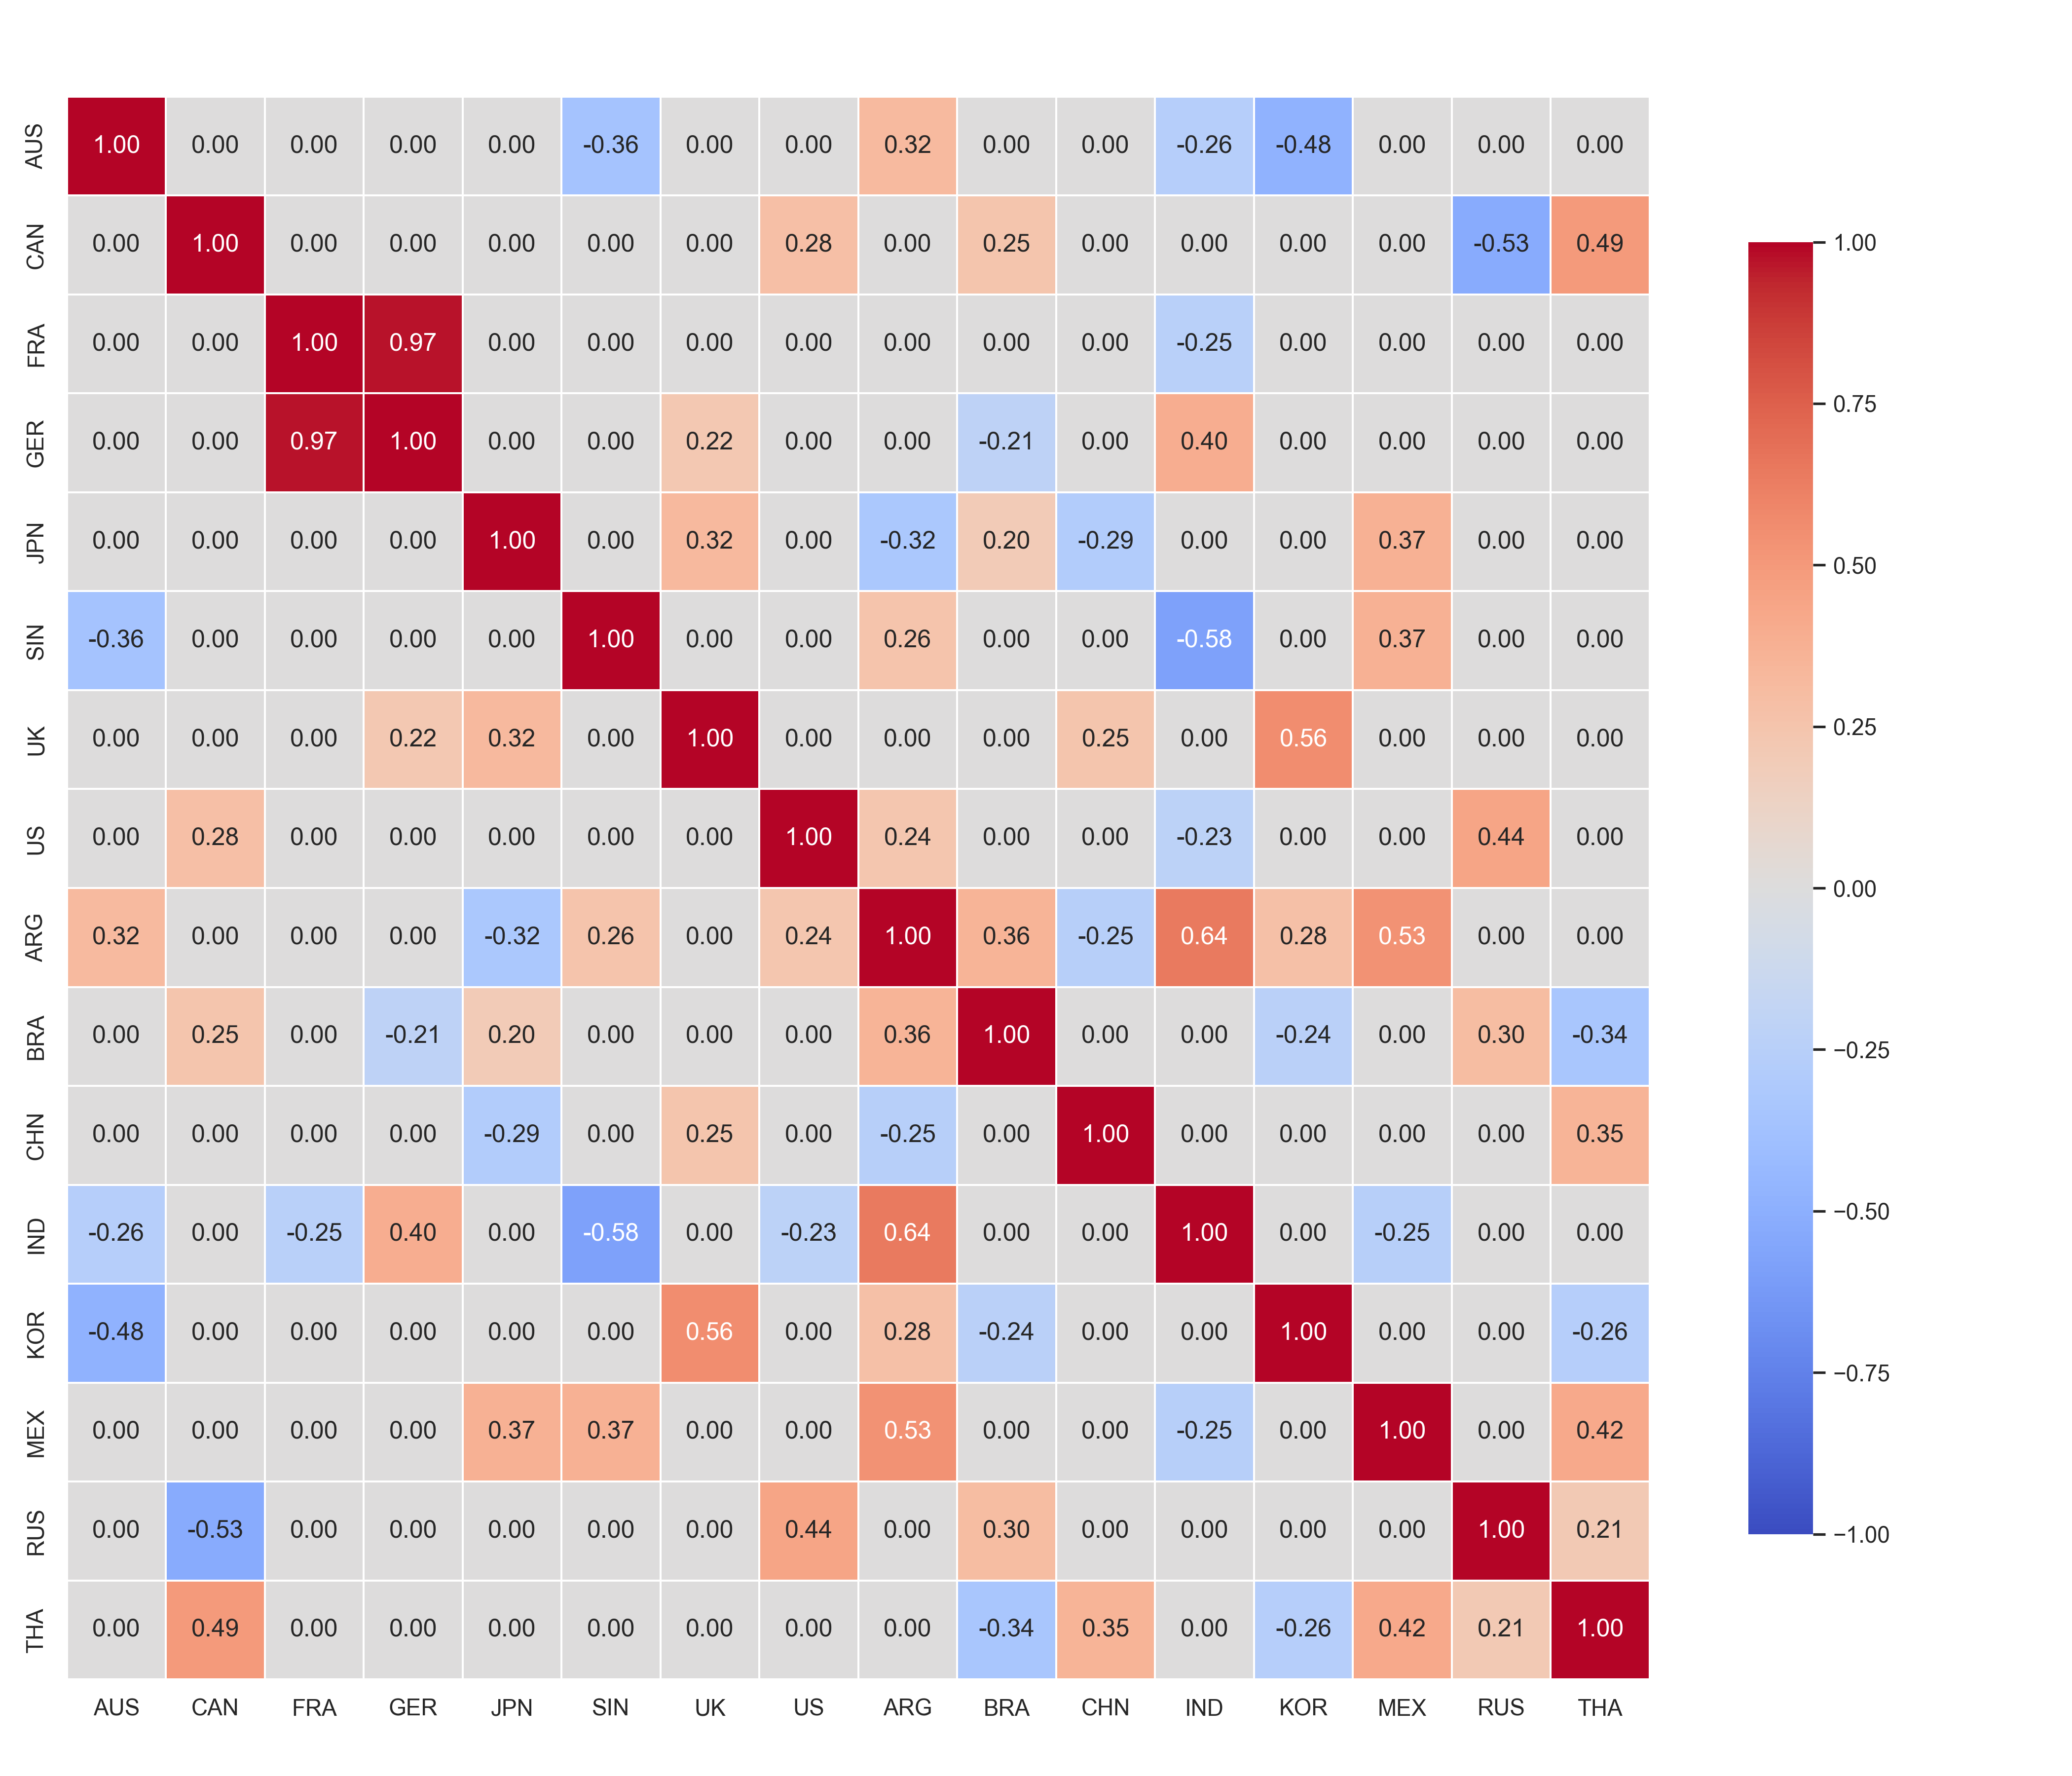 AUS 1.00 0.00 0.00 0.00 0.00 -0.36 0.00 0.00 0.32 0.00 0.00 -0.26 -0.48 0.00 0.00 0.00
CAN 0.00 1.00 0.00 0.00 0.00 0.00 0.00 0.28 0.00 0.25 0.00 0.00 0.00 0.00 -0.53 0.49
FRA 0.00 0.00 1.00 0.97 0.00 0.00 0.00 0.00 0.00 0.00 0.00 -0.25 0.00 0.00 0.00 0.00
GER 0.00 0.00 0.97 1.00 0.00 0.00 0.22 0.00 0.00 -0.21 0.00 0.40 0.00 0.00 0.00 0.00
JPN 0.00 0.00 0.00 0.00 1.00 0.00 0.32 0.00 -0.32 0.20 -0.29 0.00 0.00 0.37 0.00 0.00
SIN -0.36 0.00 0.00 0.00 0.00 1.00 0.00 0.00 0.26 0.00 0.00 -0.58 0.00 0.37 0.00 0.00
UK 0.00 0.00 0.00 0.22 0.32 0.00 1.00 0.00 0.00 0.00 0.25 0.00 0.56 0.00 0.00 0.00
US 0.00 0.28 0.00 0.00 0.00 0.00 0.00 1.00 0.24 0.00 0.00 -0.23 0.00 0.00 0.44 0.00
ARG 0.32 0.00 0.00 0.00 -0.32 0.26 0.00 0.24 1.00 0.36 -0.25 0.64 0.28 0.53 0.00 0.00
BRA 0.00 0.25 0.00 -0.21 0.20 0.00 0.00 0.00 0.36 1.00 0.00 0.00 -0.24 0.00 0.30 -0.34
CHN 0.00 0.00 0.00 0.00 -0.29 0.00 0.25 0.00 -0.25 0.00 1.00 0.00 0.00 0.00 0.00 0.35
IND -0.26 0.00 -0.25 0.40 0.00 -0.58 0.00 -0.23 0.64 0.00 0.00 1.00 0.00 -0.25 0.00 0.00
KOR -0.48 0.00 0.00 0.00 0.00 0.00 0.56 0.00 0.28 -0.24 0.00 0.00 1.00 0.00 0.00 -0.26
MEX 0.00 0.00 0.00 0.00 0.37 0.37 0.00 0.00 0.53 0.00 0.00 -0.25 0.00 1.00 0.00 0.42
RUS 0.00 -0.53 0.00 0.00 0.00 0.00 0.00 0.44 0.00 0.30 0.00 0.00 0.00 0.00 1.00 0.21
THA 0.00 0.49 0.00 0.00 0.00 0.00 0.00 0.00 0.00 -0.34 0.35 0.00 -0.26 0.42 0.21 1.00
AUS CAN FRA GER JPN SIN UK US ARG BRA CHN IND KOR MEX RUS THA
1.00
0.75
0.50
0.25
0.00
−0.25
−0.50
−0.75
−1.00